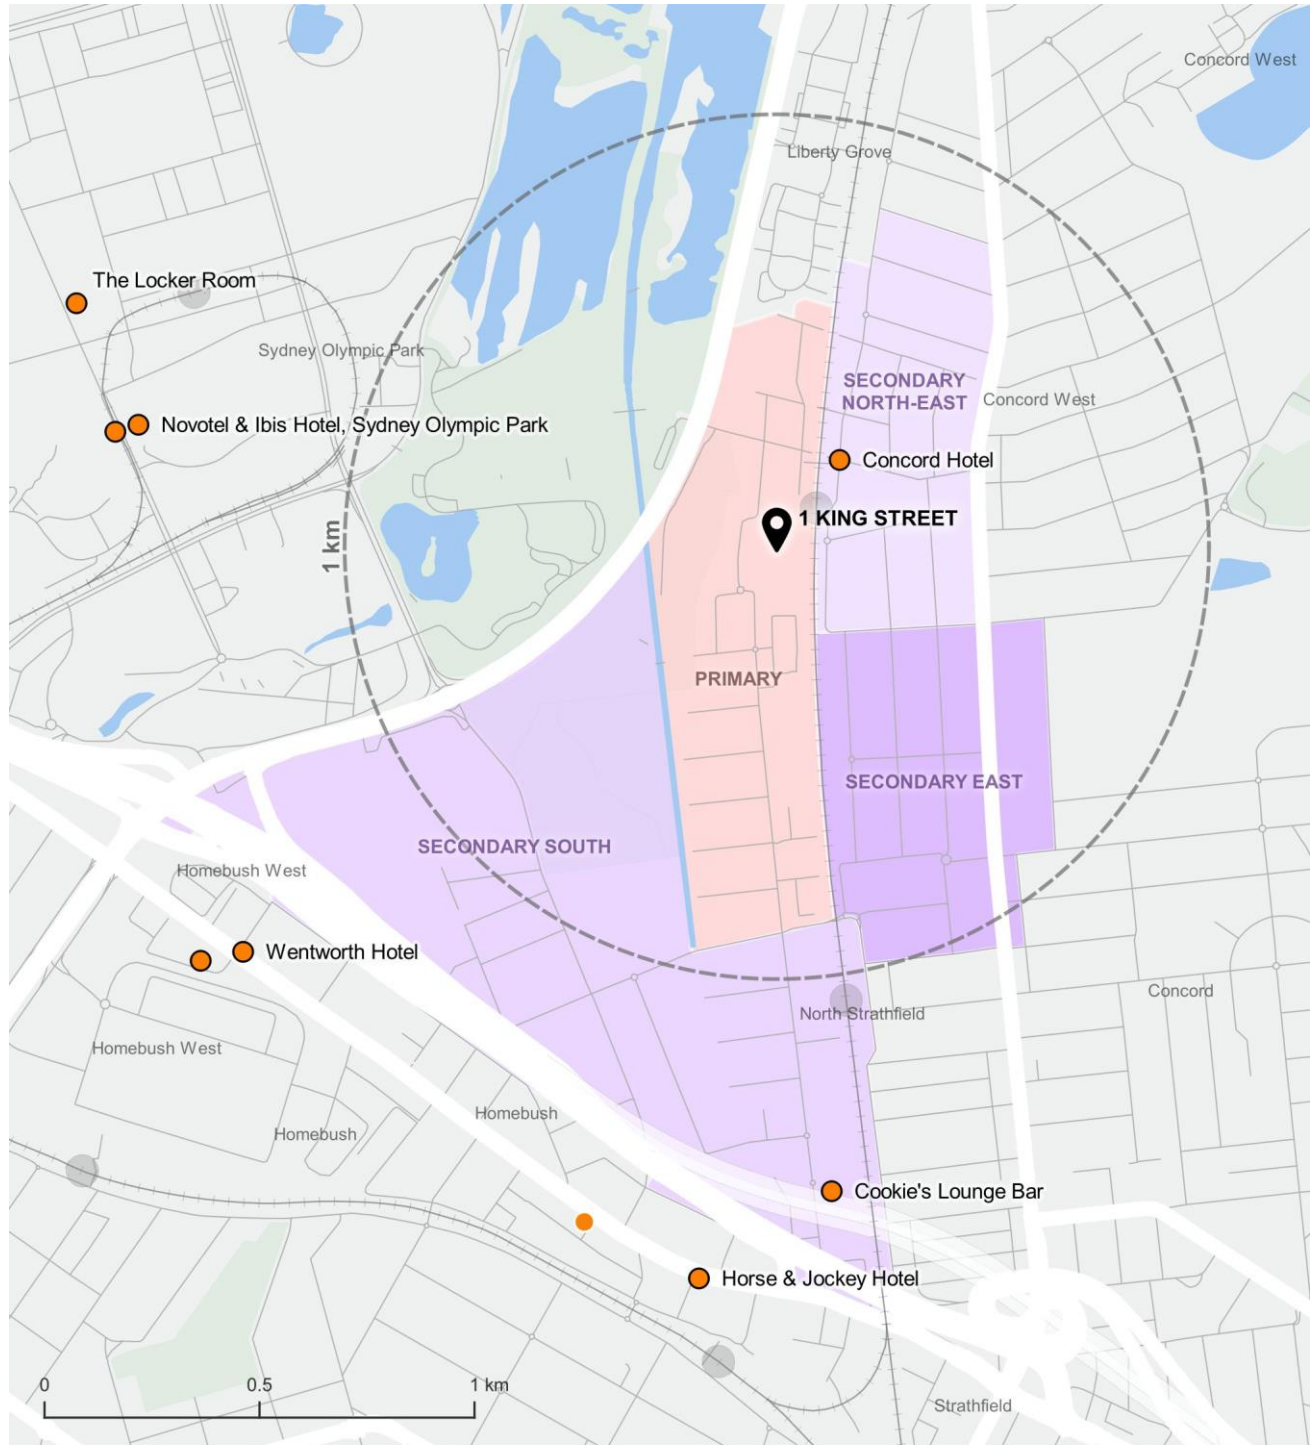 Concord West
LIberty Grove
The Locker Room
Sydney Olympic Park
SECONDARY
NORTH-EAST
Concord West
Novotel & Ibis Hotel, Sydney Olympic Park
Concord Hotel
1 KING STREET
1 km
PRIMARY
SECONDARY EAST
SECONDARY SOUTH
Homebush West
Wentworth Hotel
Concord
North Strathfield
Homebush West
Homebush
Homebush
Cookie's Lounge Bar
Horse & Jockey Hotel
0 0.5 1 km
Strathfield